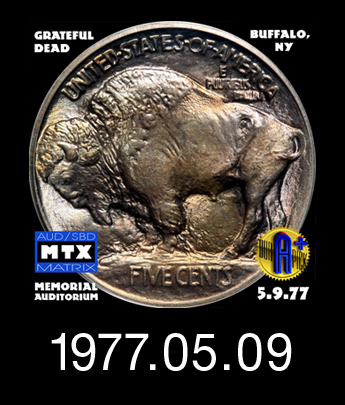 GRATEFUL
DEAD
BUFFALO,
NY
UNITED·STATES·OF·AMERICA
E
PLURIBUS
UNUM
AUD/SBD
MTX
MATRIX
A+
FIVE CENTS
MEMORIAL
AUDITORIUM
5.9.77
1977.05.09